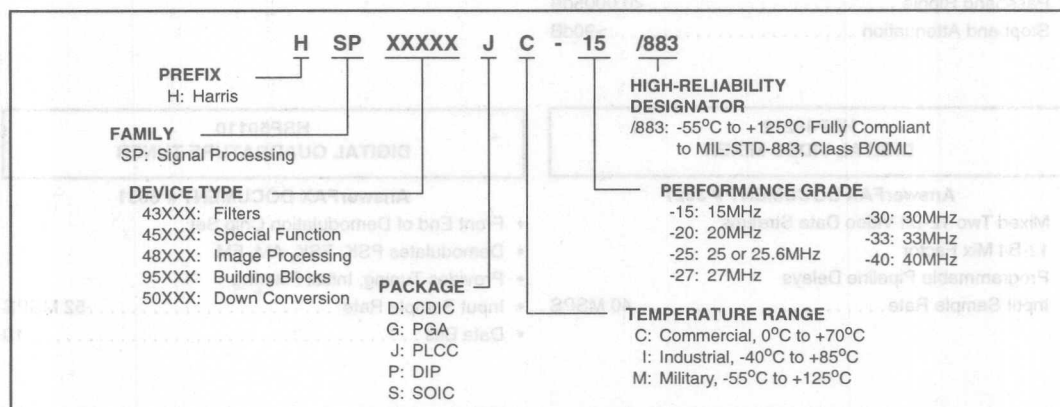 H SP XXXXX J C - 15 /883
PREFIX
H: Harris
FAMILY
SP: Signal Processing
DEVICE TYPE
43XXX: Filters
45XXX: Special Function
48XXX: Image Processing
95XXX: Building Blocks
50XXX: Down Conversion
PACKAGE
D: CDIC
G: PGA
J: PLCC
P: DIP
S: SOIC
HIGH-RELIABILITY
DESIGNATOR
/883: -55°C to +125°C Fully Compliant
to MIL-STD-883, Class B/QML
PERFORMANCE GRADE
-15: 15MHz
-20: 20MHz
-25: 25 or 25.6MHz
-27: 27MHz
-30: 30MHz
-33: 33MHz
-40: 40MHz
TEMPERATURE RANGE
C: Commercial, 0°C to +70°C
I: Industrial, -40°C to +85°C
M: Military, -55°C to +125°C